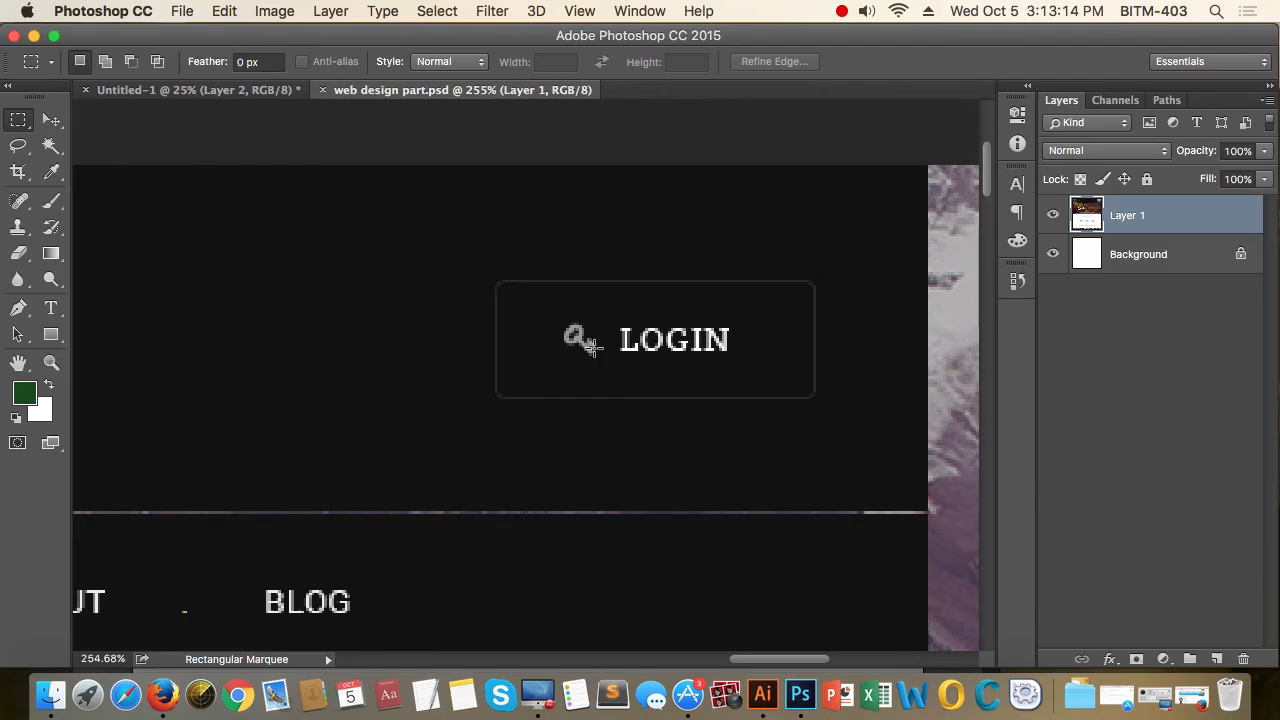 Photoshop CC File Edit Image Layer Type Select Filter 3D View Window Help Wed Oct 5 3:13:14 PM BITM-403
Adobe Photoshop CC 2015
Feather: 0 px Anti-alias Style: Normal Width: Height: Refine Edge... Essentials
Untitled-1 @ 25% (Layer 2, RGB/8) * web design part.psd @ 255% (Layer 1, RGB/8)
Layers Channels Paths
Kind
Normal Opacity: 100%
Lock: Fill: 100%
Layer 1
Background
LOGIN
UT BLOG
254.68% Rectangular Marquee